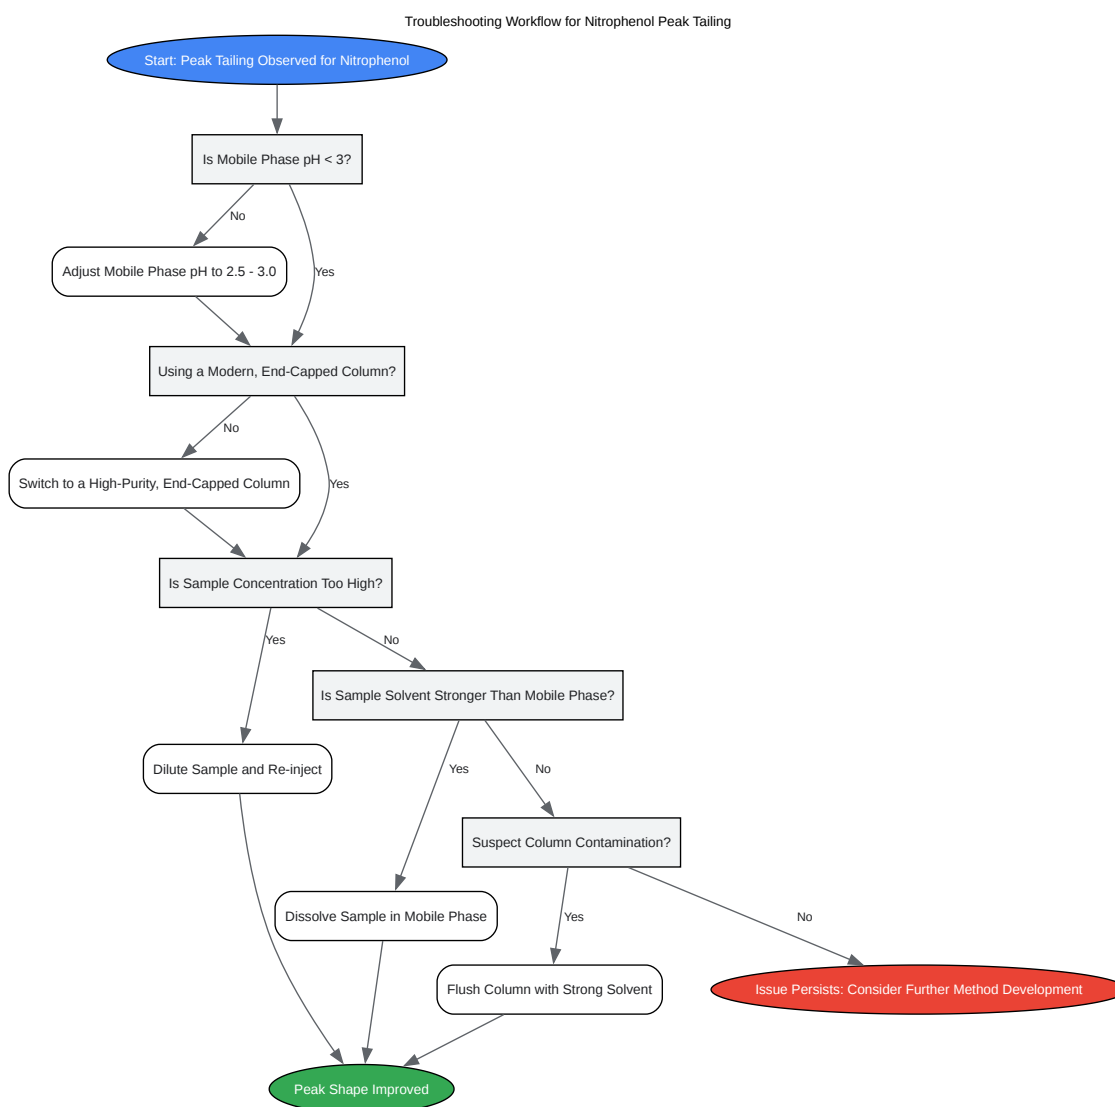 Troubleshooting Workflow for Nitrophenol Peak Tailing
Start: Peak Tailing Observed for Nitrophenol
Is Mobile Phase pH < 3?
No
Adjust Mobile Phase pH to 2.5 - 3.0
Yes
Using a Modern, End-Capped Column?
No
Switch to a High-Purity, End-Capped Column
Yes
Is Sample Concentration Too High?
Yes
No
Is Sample Solvent Stronger Than Mobile Phase?
Dilute Sample and Re-inject
Yes
No
Suspect Column Contamination?
Dissolve Sample in Mobile Phase
Yes
No
Flush Column with Strong Solvent
Issue Persists: Consider Further Method Development
Peak Shape Improved